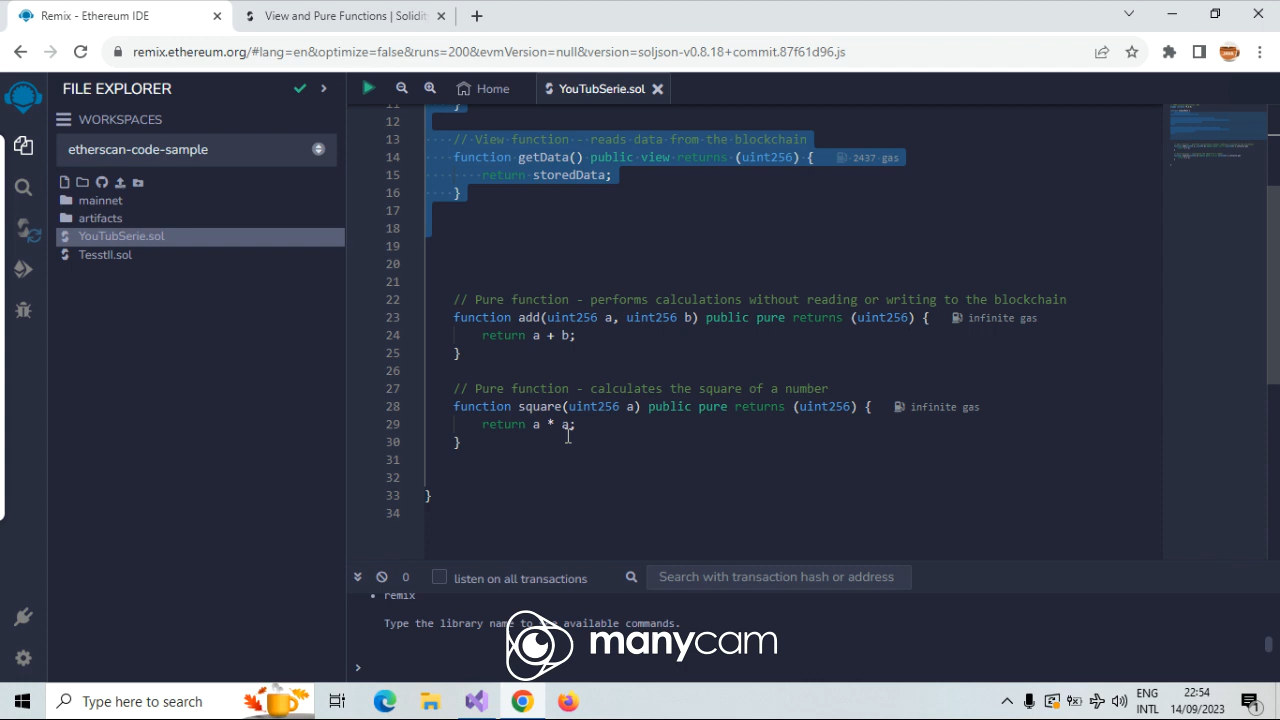 Remix - Ethereum IDE
View and Pure Functions | Solidit
remix.ethereum.org/#lang=en&optimize=false&runs=200&evmVersion=null&version=soljson-v0.8.18+commit.87f61d96.js
FILE EXPLORER
WORKSPACES
etherscan-code-sample
mainnet
artifacts
YouTubSerie.sol
TesstII.sol
Home
YouTubSerie.sol
11 }
12
13 // View function - reads data from the blockchain
14 function getData() public view returns (uint256) { 2437 gas
15 return storedData;
16 }
17
18
19
20
21
22 // Pure function - performs calculations without reading or writing to the blockchain
23 function add(uint256 a, uint256 b) public pure returns (uint256) { infinite gas
24 return a + b;
25 }
26
27 // Pure function - calculates the square of a number
28 function square(uint256 a) public pure returns (uint256) { infinite gas
29 return a * a;
30 }
31
32
33 }
34
0 listen on all transactions Search with transaction hash or address
remix
Type the library name to see available commands.
>
manycam
Type here to search
ENG
INTL
22:54
14/09/2023
1